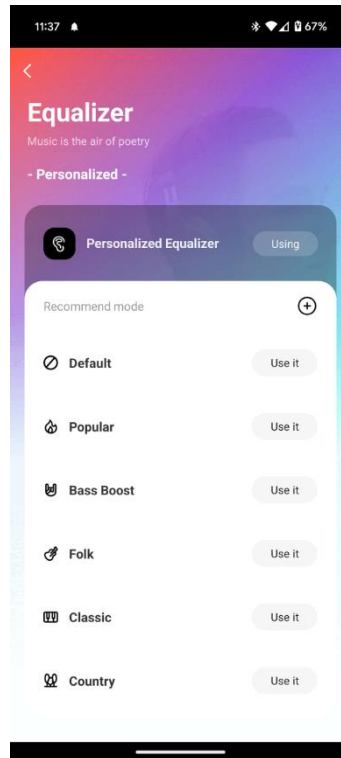 11:37 67%
Equalizer
Music is the air of poetry
- Personalized -
Personalized Equalizer Using
Recommend mode
Default Use it
Popular Use it
Bass Boost Use it
Folk Use it
Classic Use it
Country Use it